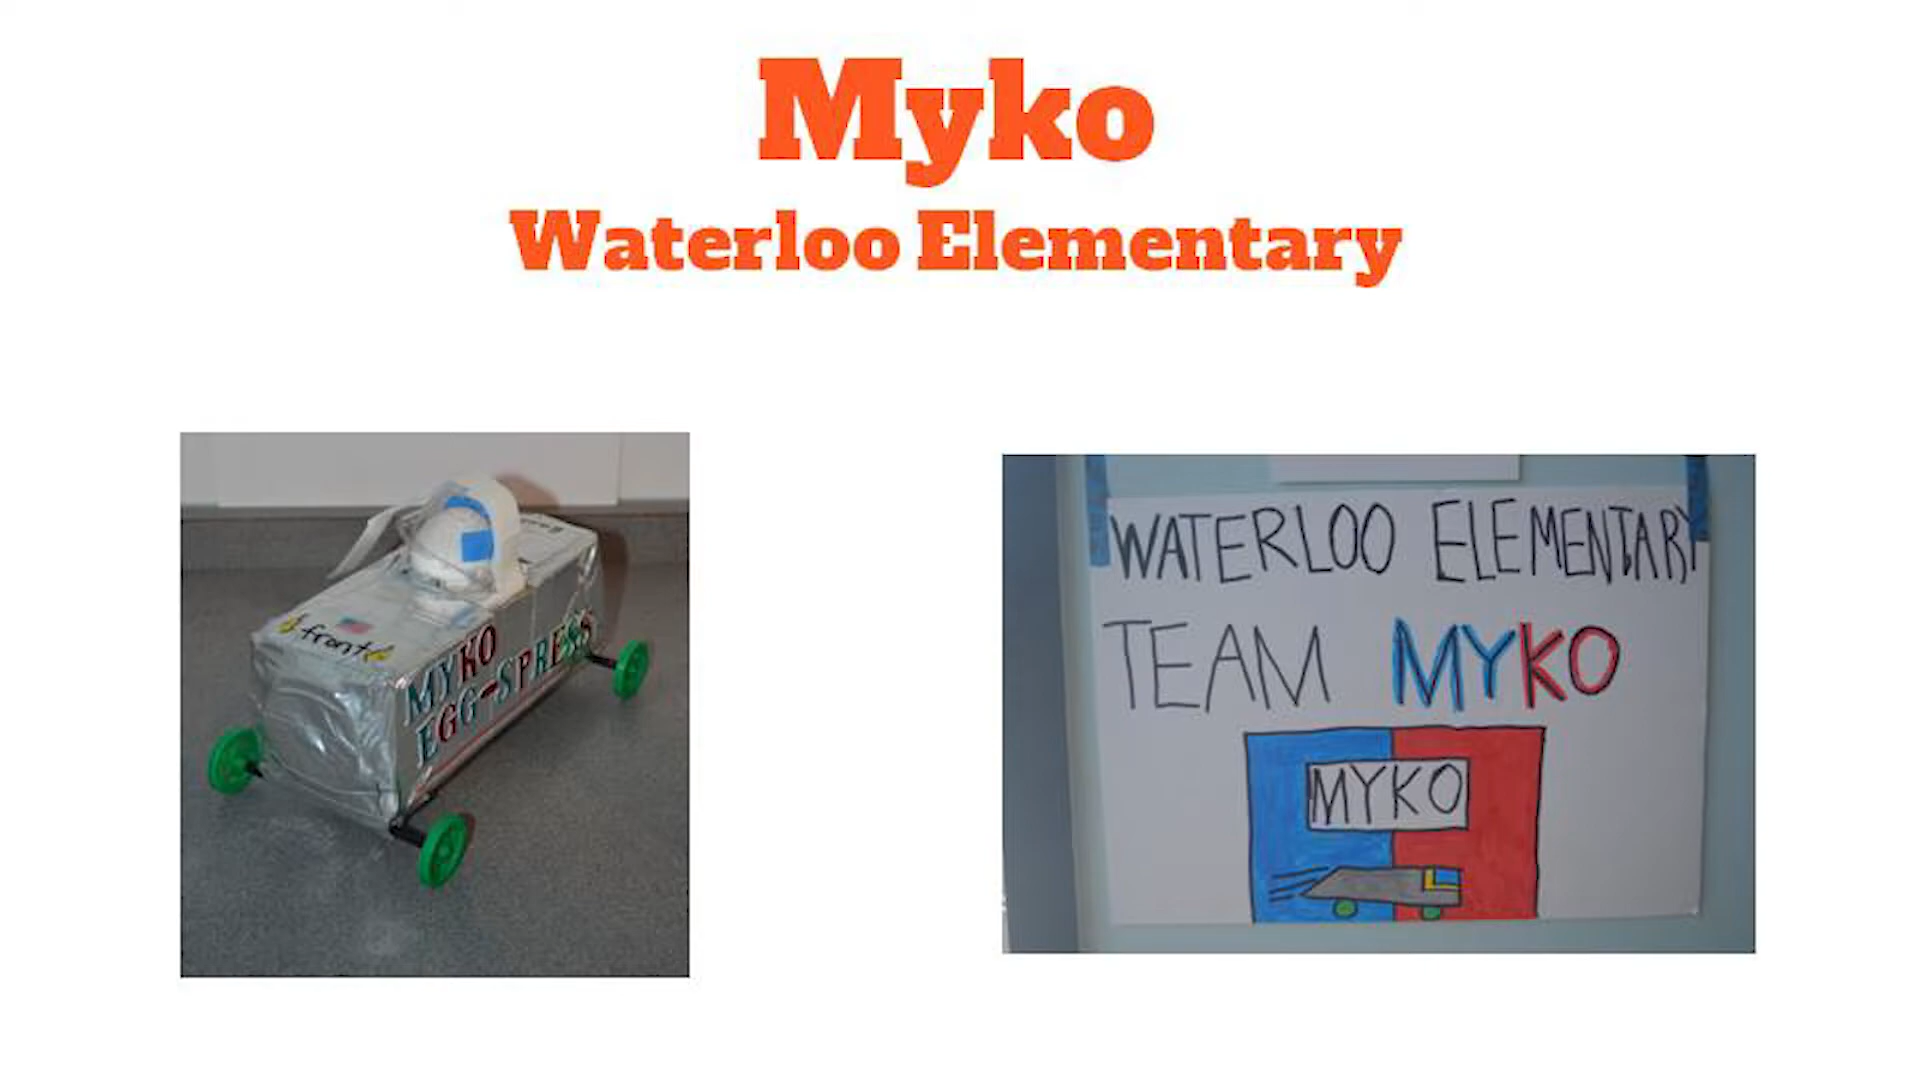 Myko
Waterloo Elementary
front
MYKO
EGG-SPRESS
WATERLOO ELEMENTARY
TEAM MYKO
MYKO